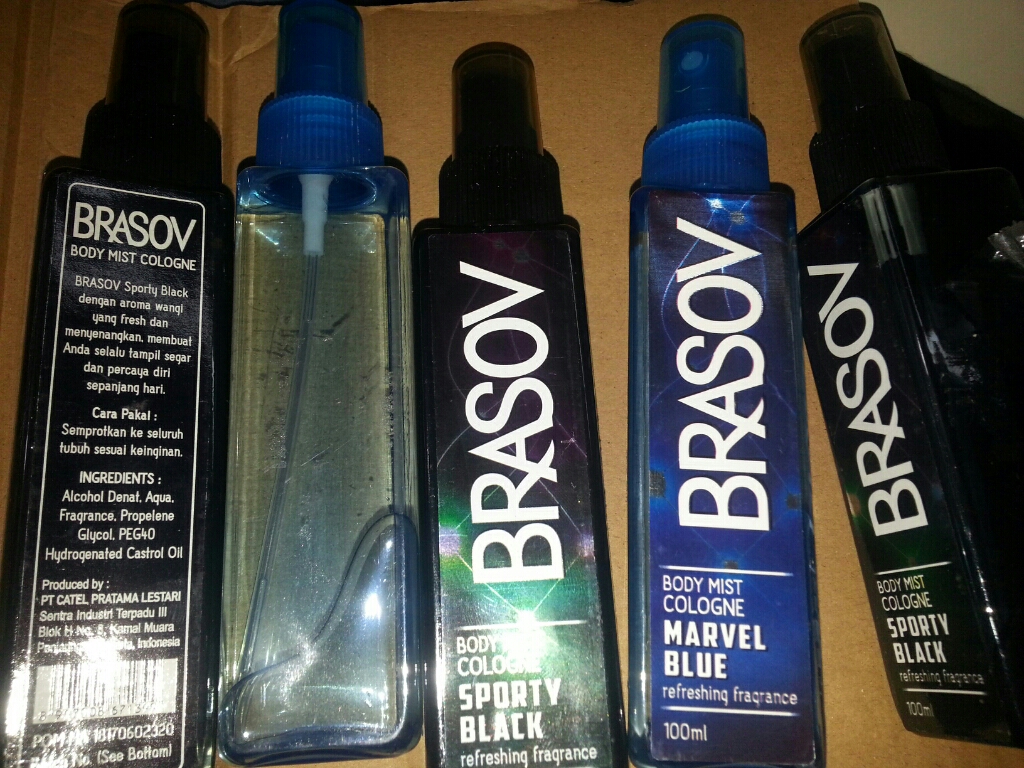 BRASOV
BODY MIST COLOGNE
BRASOV Sporty Black
dengan aroma wangi
yang fresh dan
menyenangkan, membuat
Anda selalu tampil segar
dan percaya diri
sepanjang hari.
Cara Pakai :
Semprotkan ke seluruh
tubuh sesuai keinginan.
INGREDIENTS :
Alcohol Denat, Aqua,
Fragrance, Propelene
Glycol, PEG40
Hydrogenated Castrol Oil
Produced by :
PT CATEL PRATAMA LESTARI
Sentra Industri Terpadu III
Blok H No. 8, Kamal Muara
Indonesia
POM 18170602320
No. (See Bottom)
BRASOV
BODY MIST
COLOGNE
SPORTY
BLACK
refreshing fragrance
BRASOV
BODY MIST
COLOGNE
MARVEL
BLUE
refreshing fragrance
100ml
BRASOV
BODY MIST
COLOGNE
SPORTY
BLACK
refreshing fragrance
100ml